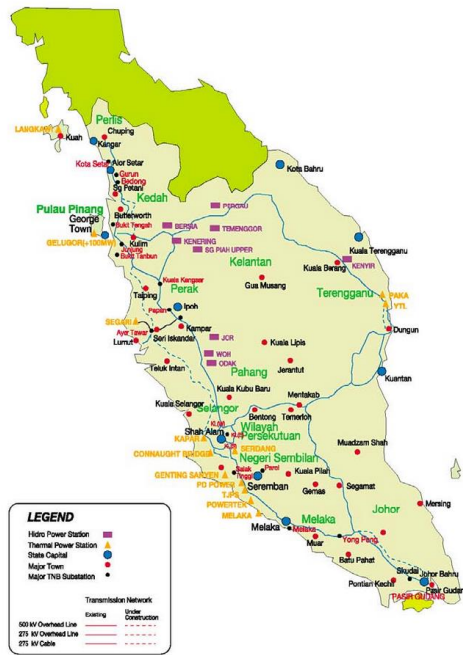 LANGKAWI
Kuah
Perlis
Chuping
Kangar
Alor Setar
Kota Setar
Gurun
Bedong
Sg Petani
Kedah
Pulau Pinang
George
Town
Butterworth
Bukit Tengah
GELUGOR(+100MW)
Kulim
Junjung
Bukit Tambun
Kota Bahru
PERGAU
BERSIA
TEMENGGOR
KENERING
SG PIAH UPPER
Kelantan
Kuala Terengganu
Kuala Berang
KENYIR
Terengganu
Gua Musang
PAKA
YTL
Dungun
Kuala Kangsar
Perak
Taiping
Papan
Ipoh
SEGARI
Ayer Tawar
Lumut
Seri Iskandar
Kampar
JOR
WOH
ODAK
Teluk Intan
Kuala Lipis
Jerantut
Pahang
Kuantan
Kuala Kubu Baru
Mentakab
Kuala Selangor
Selangor
Bentong
Temerloh
Wilayah
Persekutuan
Shah Alam
KAPAR
SERDANG
CONNAUGHT BRIDGE
Negeri Sembilan
Muadzam Shah
GENTING SANYEN
Salak
Tinggi
Paroi
Kuala Pilah
PD POWER
Seremban
TJPS
POWERTEK
MELAKA
Gemas
Segamat
Johor
Mersing
Melaka
Melaka
Melaka
Muar
Yong Peng
Batu Pahat
Skudai
Johor Bahru
Pontian Kechil
Pasir Gudang
PASIR GUDANG
LEGEND
Hidro Power Station
Thermal Power Station
State Capital
Major Town
Major TNB Substation
Transmission Network
Existing
Under
Construction
500 kV Overhead Line
275 kV Overhead Line
275 kV Cable